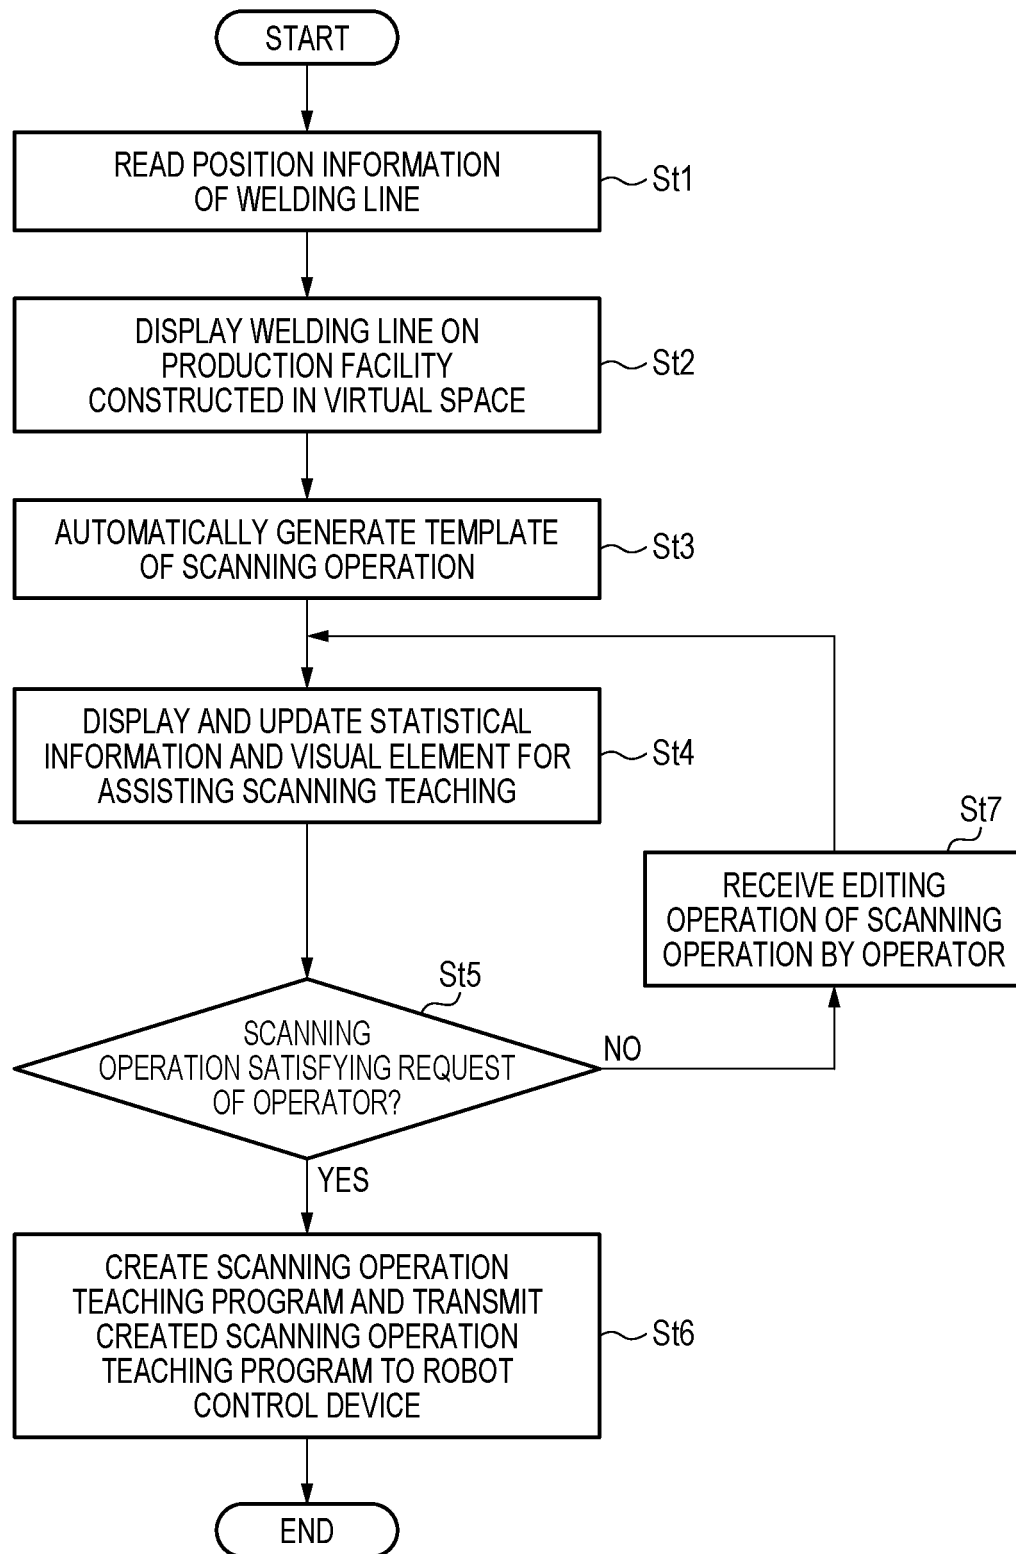 START
READ POSITION INFORMATION
OF WELDING LINE
St1
DISPLAY WELDING LINE ON
PRODUCTION FACILITY
CONSTRUCTED IN VIRTUAL SPACE
St2
AUTOMATICALLY GENERATE TEMPLATE
OF SCANNING OPERATION
St3
DISPLAY AND UPDATE STATISTICAL
INFORMATION AND VISUAL ELEMENT FOR
ASSISTING SCANNING TEACHING
St4
St7
RECEIVE EDITING
OPERATION OF SCANNING
OPERATION BY OPERATOR
St5
SCANNING
OPERATION SATISFYING REQUEST
OF OPERATOR?
NO
YES
CREATE SCANNING OPERATION
TEACHING PROGRAM AND TRANSMIT
CREATED SCANNING OPERATION
TEACHING PROGRAM TO ROBOT
CONTROL DEVICE
St6
END